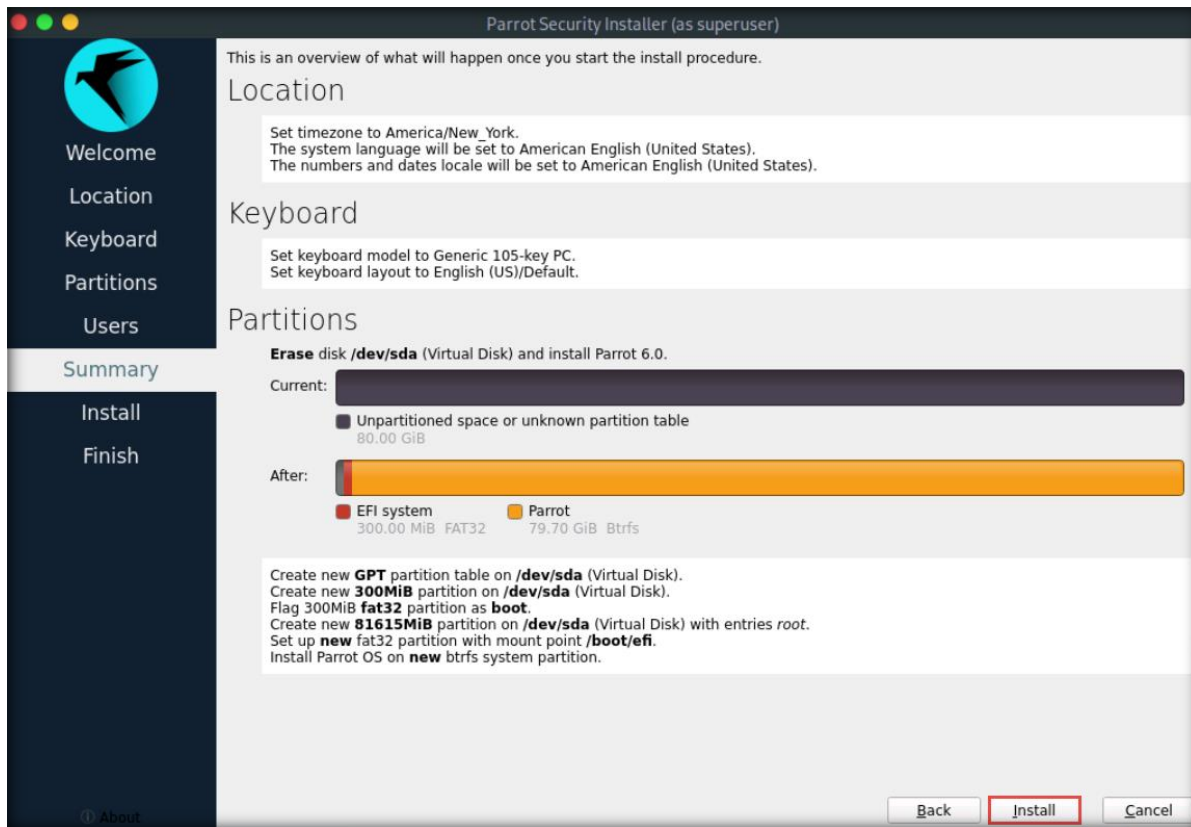 Parrot Security Installer (as superuser)
Welcome
Location
Keyboard
Partitions
Users
Summary
Install
Finish
About
This is an overview of what will happen once you start the install procedure.
Location
Set timezone to America/New_York.
The system language will be set to American English (United States).
The numbers and dates locale will be set to American English (United States).
Keyboard
Set keyboard model to Generic 105-key PC.
Set keyboard layout to English (US)/Default.
Partitions
Erase disk /dev/sda (Virtual Disk) and install Parrot 6.0.
Current:
Unpartitioned space or unknown partition table
80.00 GiB
After:
EFI system Parrot
300.00 MiB FAT32 79.70 GiB Btrfs
Create new GPT partition table on /dev/sda (Virtual Disk).
Create new 300MiB partition on /dev/sda (Virtual Disk).
Flag 300MiB fat32 partition as boot.
Create new 81615MiB partition on /dev/sda (Virtual Disk) with entries root.
Set up new fat32 partition with mount point /boot/efi.
Install Parrot OS on new btrfs system partition.
Back Install Cancel